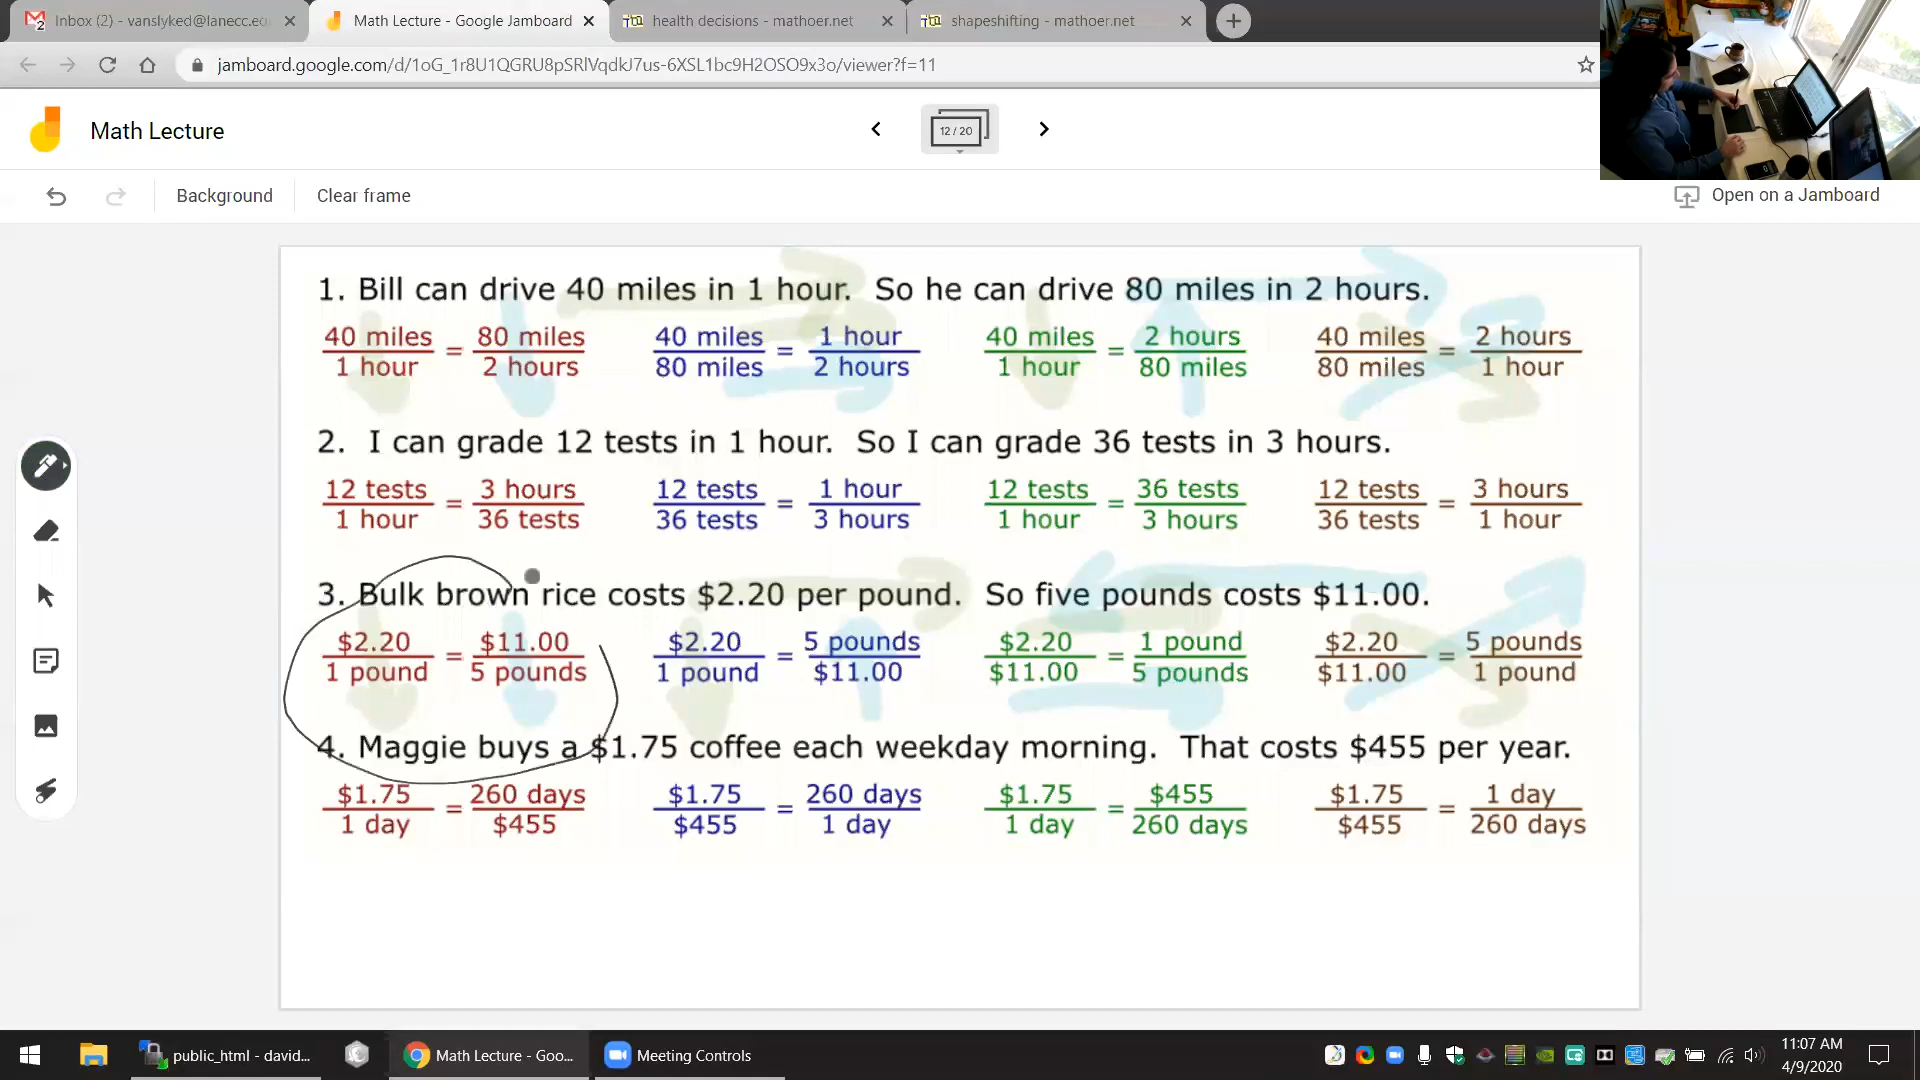 Inbox (2) - vanslyked@lanecc.ed
Math Lecture - Google Jamboard
health decisions - mathoer.net
shapeshifting - mathoer.net
jamboard.google.com/d/1oG_1r8U1QGRU8pSRlVqdkJ7us-6XSL1bc9H2OSO9x3o/viewer?f=11
Math Lecture
12 / 20
Background
Clear frame
Open on a Jamboard
1. Bill can drive 40 miles in 1 hour. So he can drive 80 miles in 2 hours.
40 miles / 1 hour = 80 miles / 2 hours
40 miles / 80 miles = 1 hour / 2 hours
40 miles / 1 hour = 2 hours / 80 miles
40 miles / 80 miles = 2 hours / 1 hour
2. I can grade 12 tests in 1 hour. So I can grade 36 tests in 3 hours.
12 tests / 1 hour = 3 hours / 36 tests
12 tests / 36 tests = 1 hour / 3 hours
12 tests / 1 hour = 36 tests / 3 hours
12 tests / 36 tests = 3 hours / 1 hour
3. Bulk brown rice costs $2.20 per pound. So five pounds costs $11.00.
$2.20 / 1 pound = $11.00 / 5 pounds
$2.20 / 1 pound = 5 pounds / $11.00
$2.20 / $11.00 = 1 pound / 5 pounds
$2.20 / $11.00 = 5 pounds / 1 pound
4. Maggie buys a $1.75 coffee each weekday morning. That costs $455 per year.
$1.75 / 1 day = 260 days / $455
$1.75 / $455 = 260 days / 1 day
$1.75 / 1 day = $455 / 260 days
$1.75 / $455 = 1 day / 260 days
public_html - david...
Math Lecture - Goo...
Meeting Controls
11:07 AM
4/9/2020